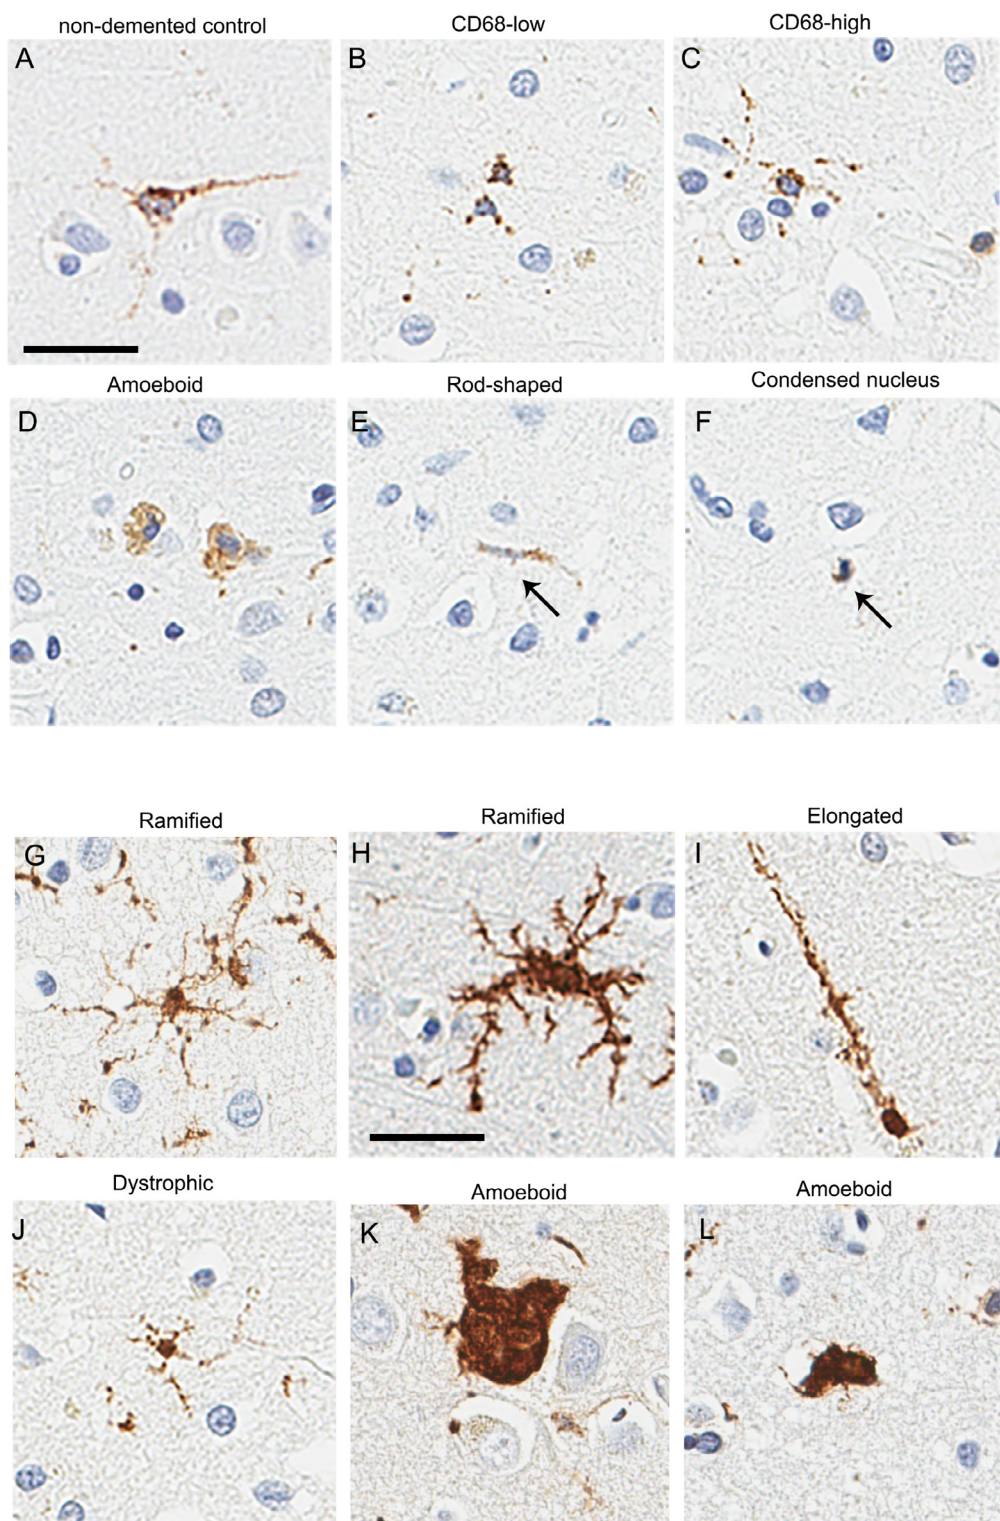 non-demented control
CD68-low
CD68-high
A
B
C
Amoeboid
Rod-shaped
Condensed nucleus
D
E
F
Ramified
Ramified
Elongated
G
H
I
Dystrophic
Amoeboid
Amoeboid
J
K
L